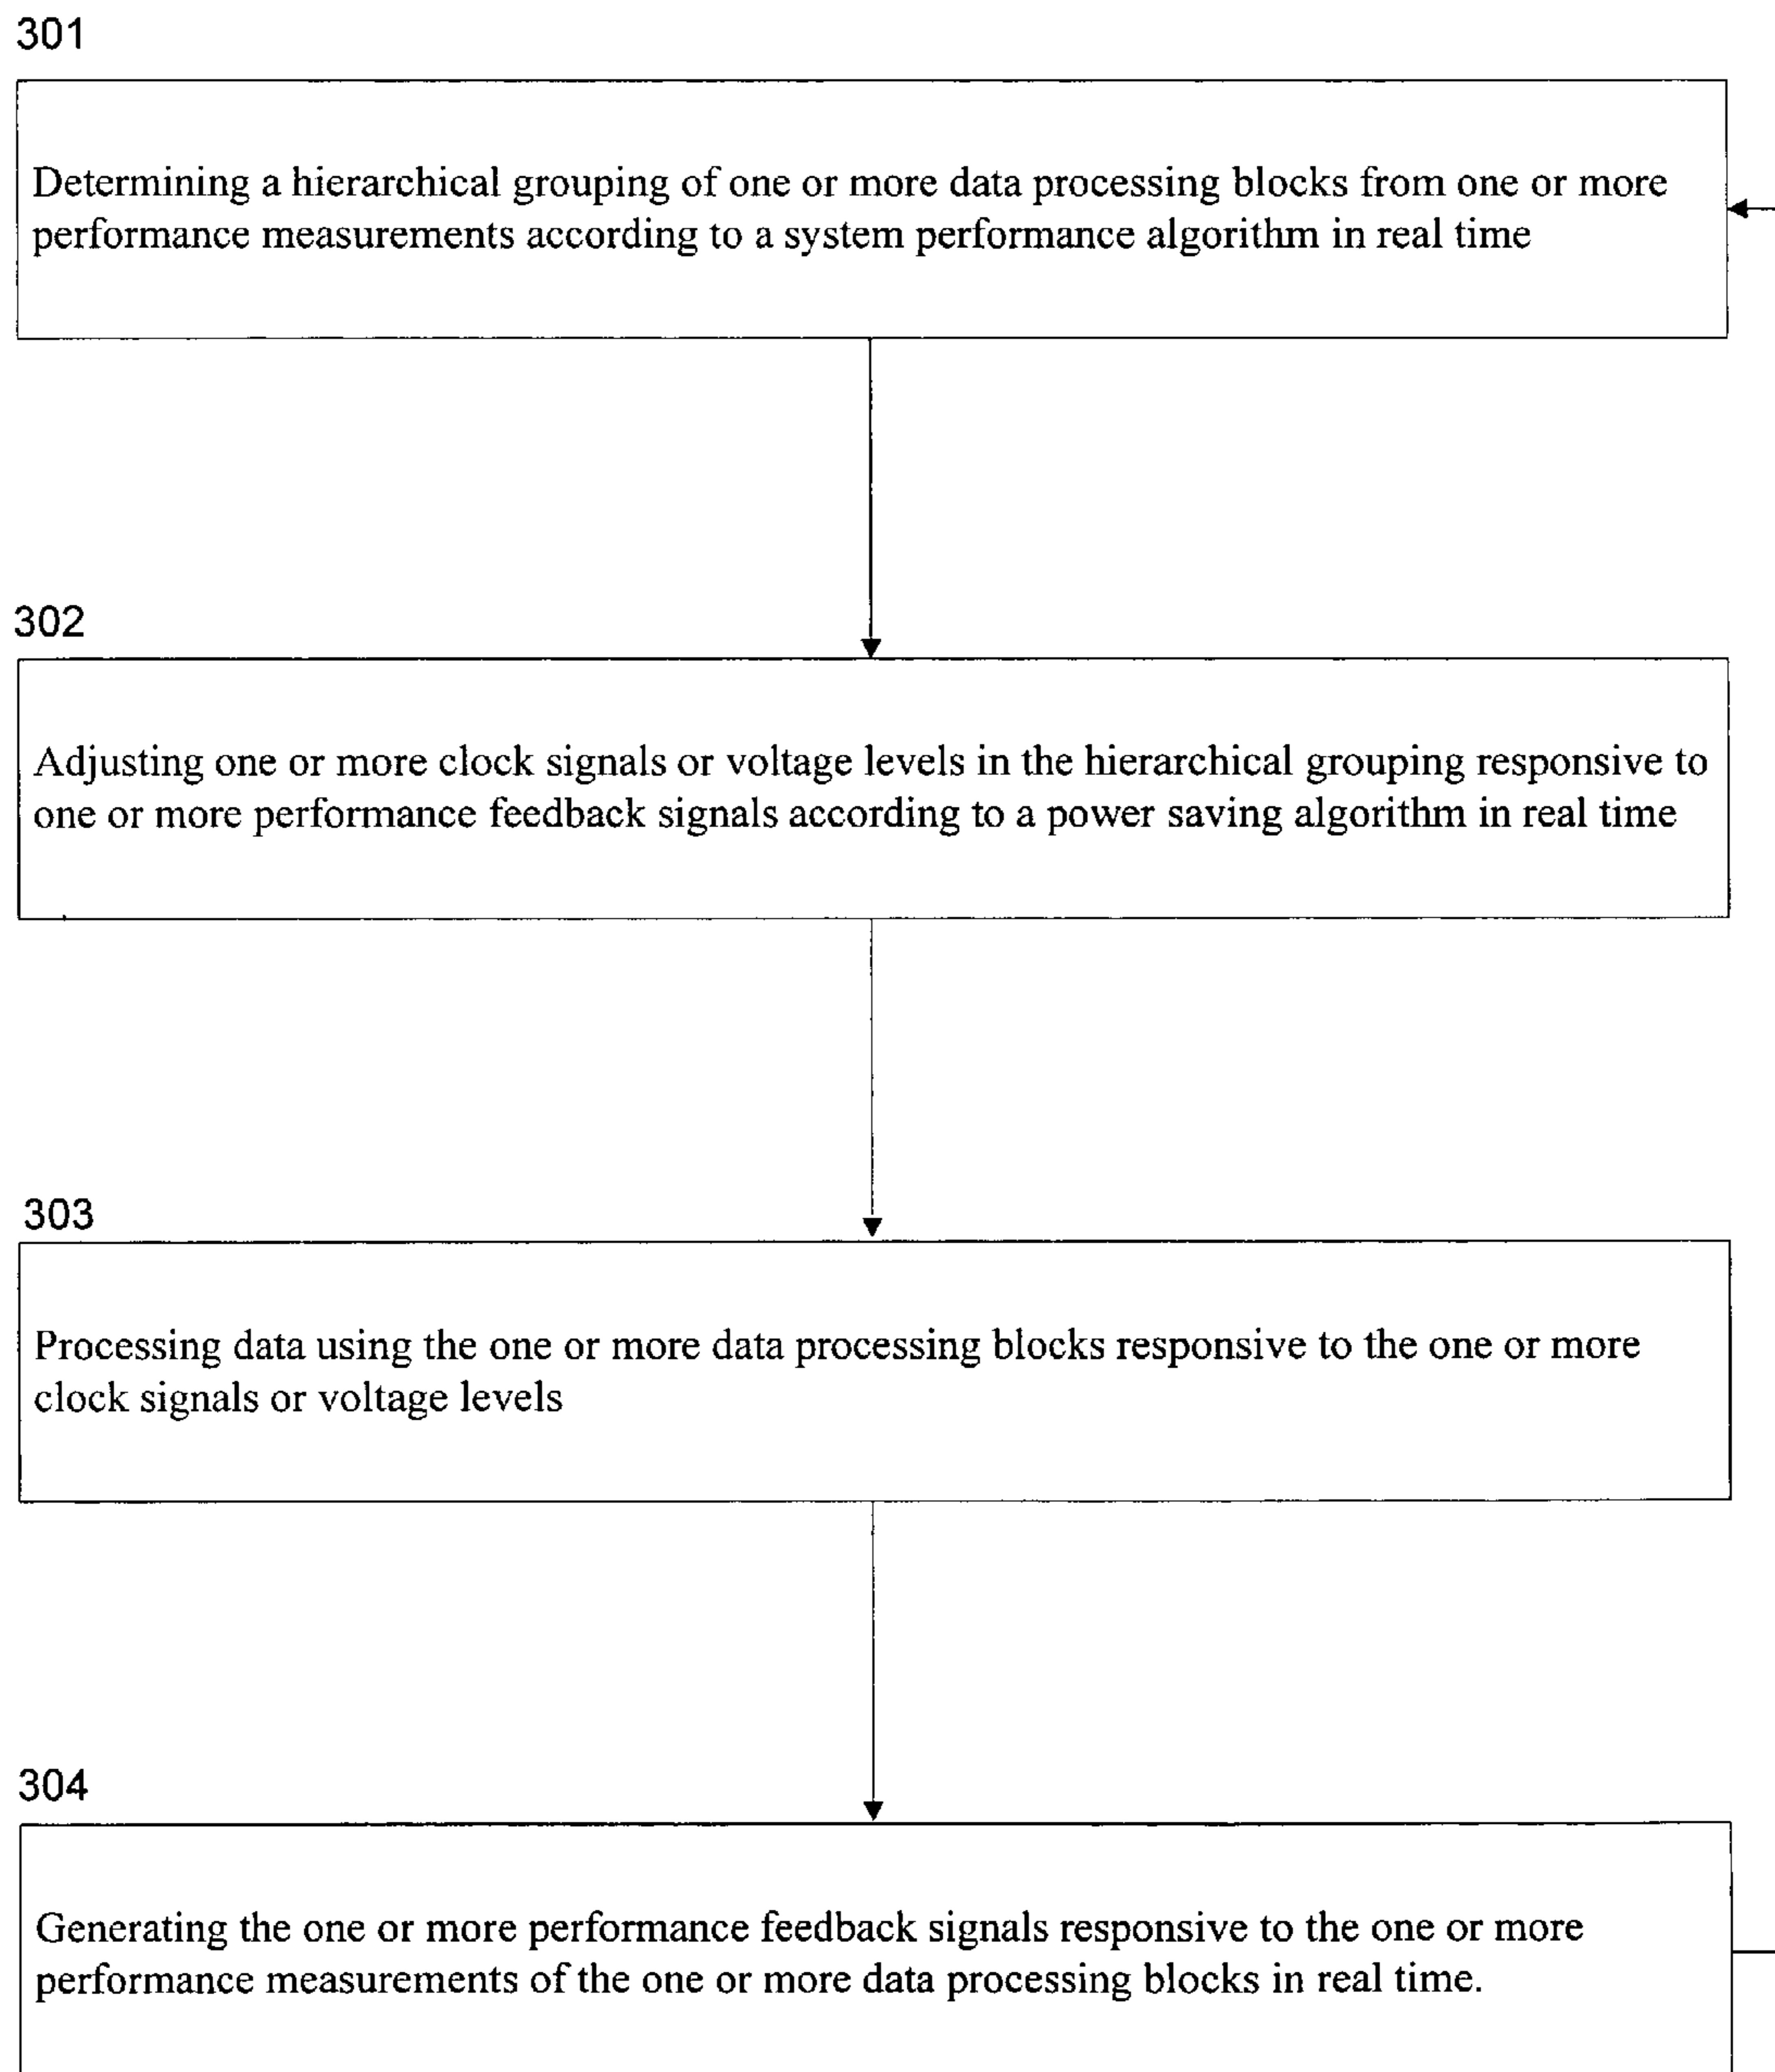 301
Determining a hierarchical grouping of one or more data processing blocks from one or more
performance measurements according to a system performance algorithm in real time
302
Adjusting one or more clock signals or voltage levels in the hierarchical grouping responsive to
one or more performance feedback signals according to a power saving algorithm in real time
303
Processing data using the one or more data processing blocks responsive to the one or more
clock signals or voltage levels
304
Generating the one or more performance feedback signals responsive to the one or more
performance measurements of the one or more data processing blocks in real time.